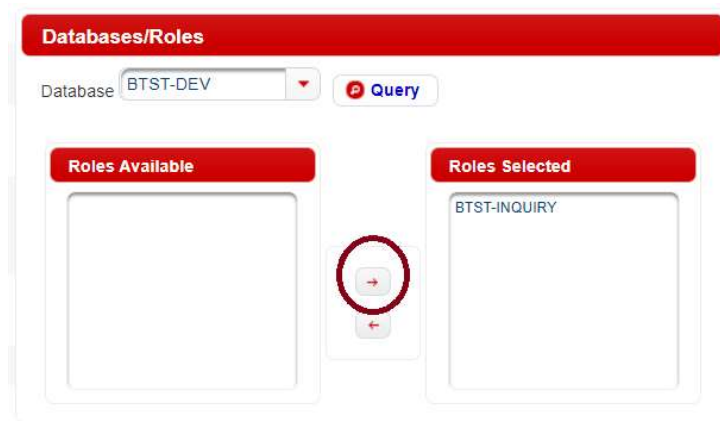 Databases/Roles
Database BTST-DEV Query
Roles Available Roles Selected
BTST-INQUIRY